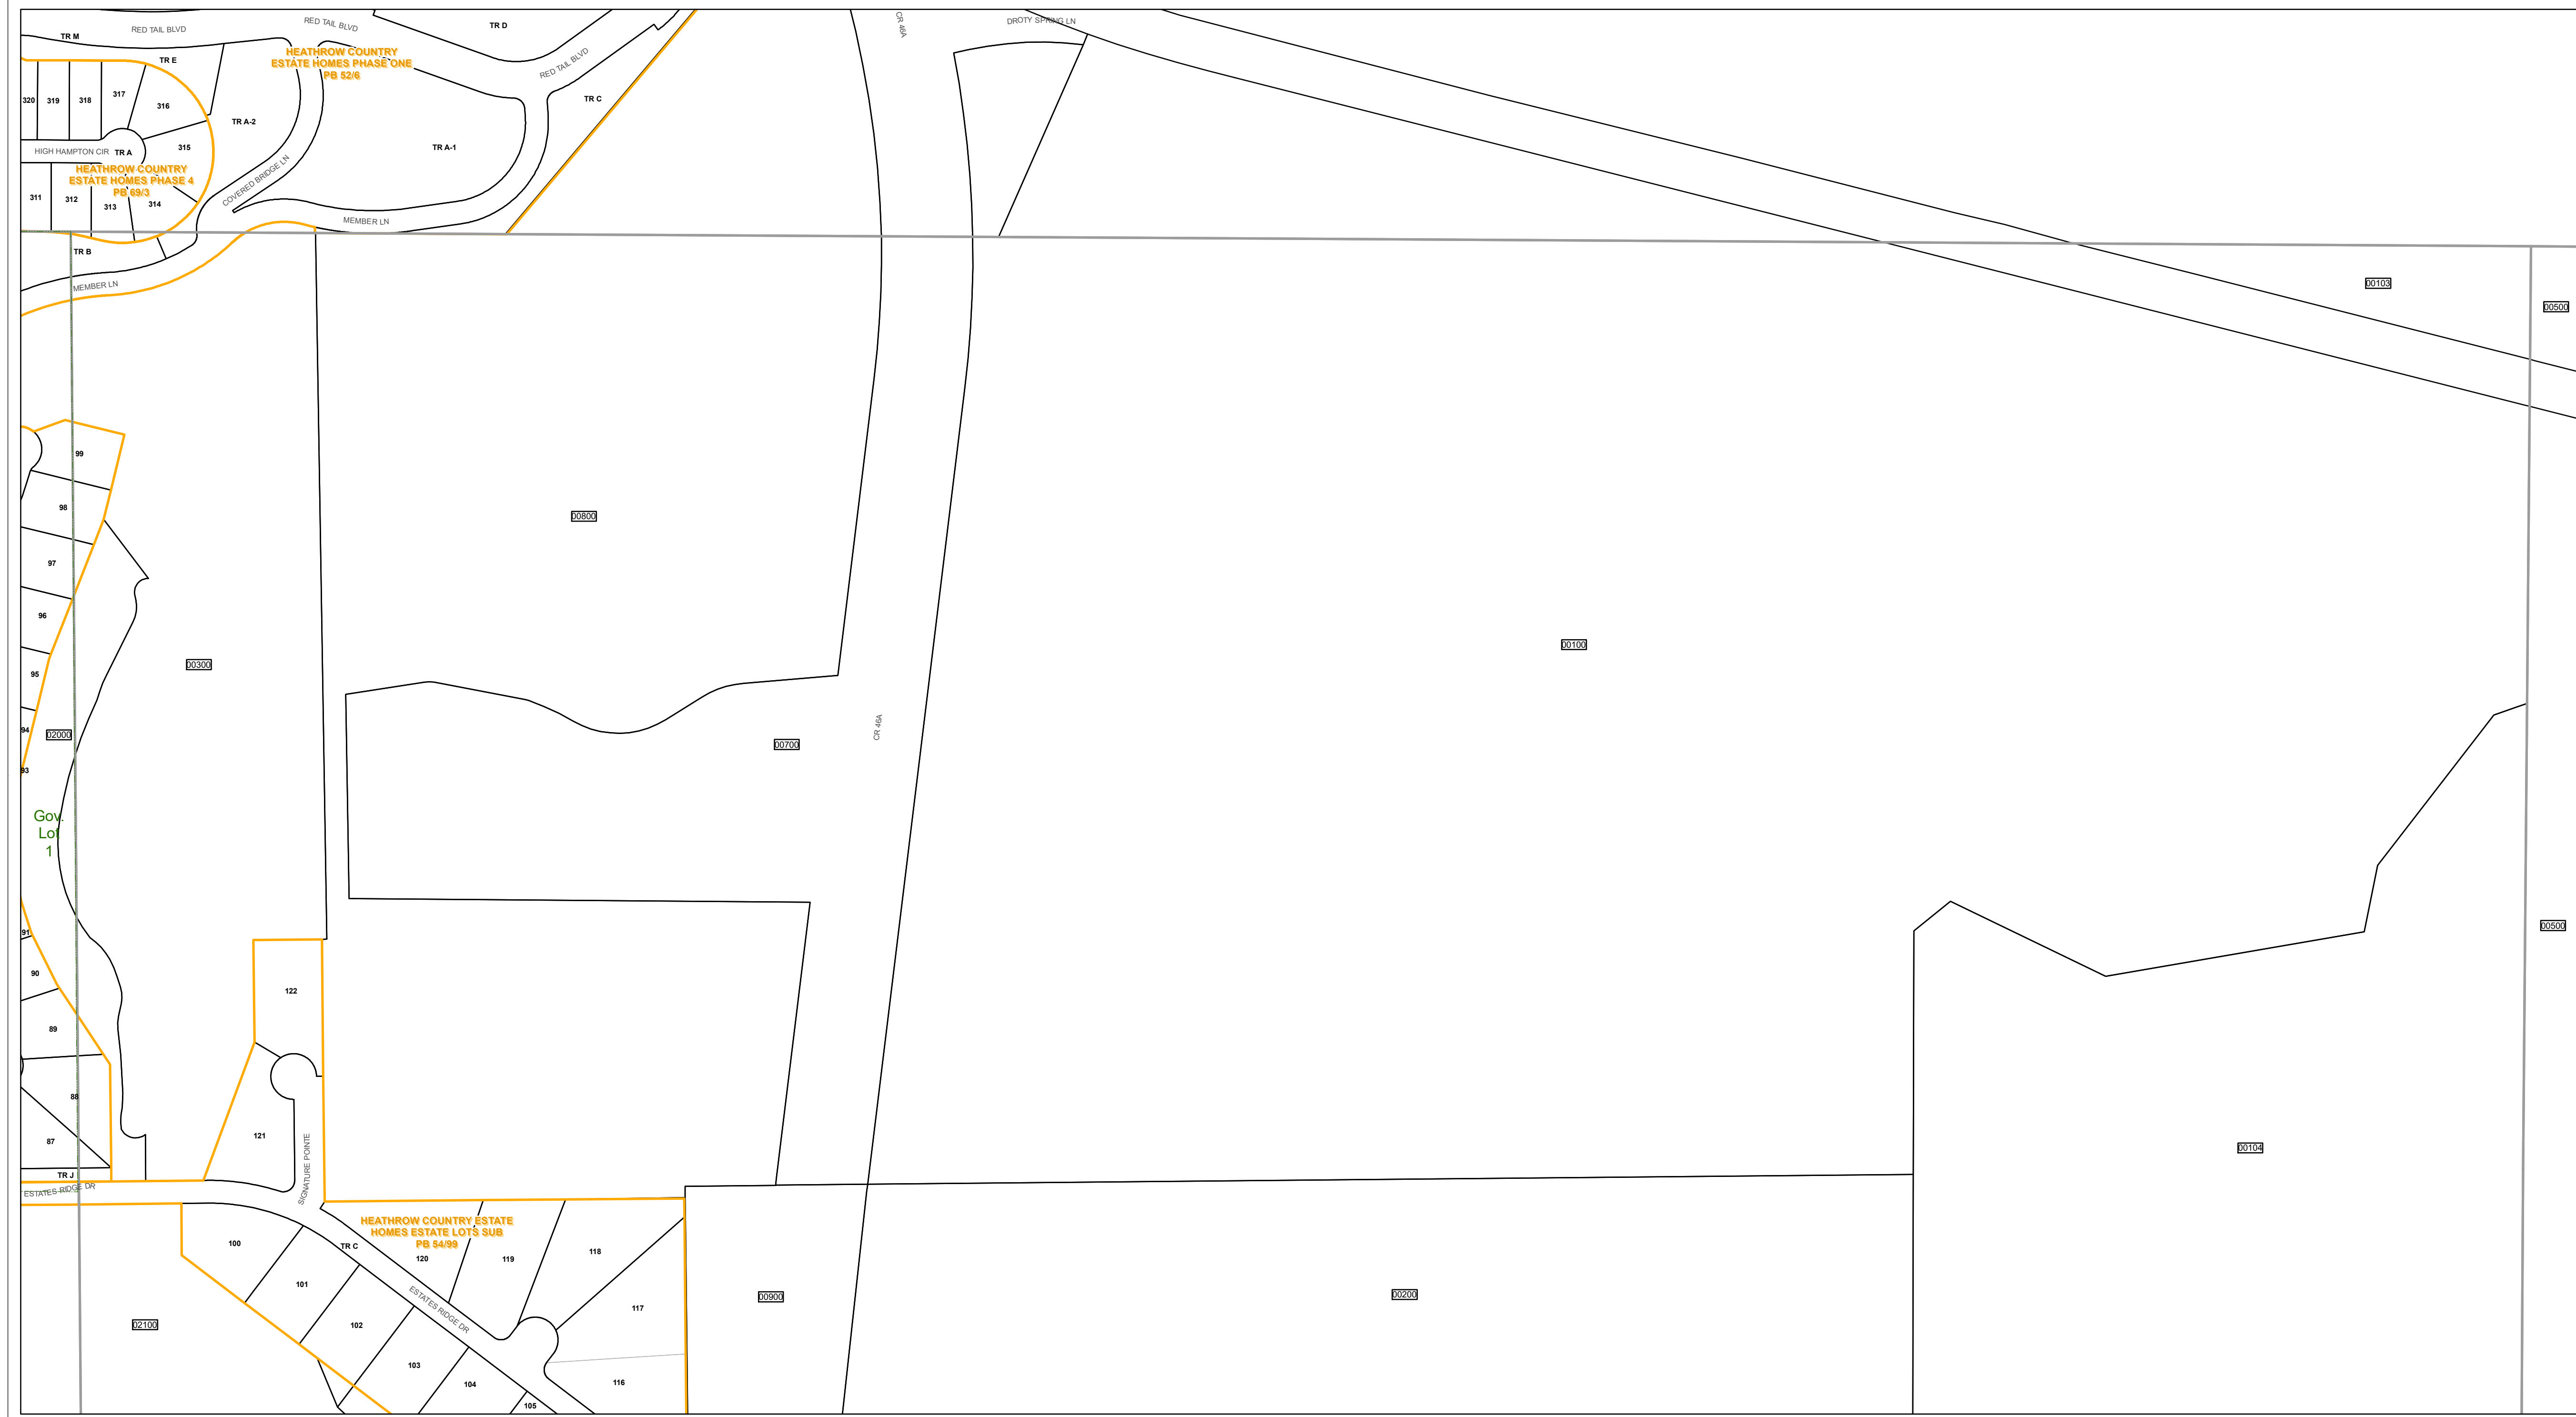 RED TAIL BLVD
RED TAIL BLVD
TR D
CR 46A
DROTY SPRING LN
TR M
TR E
HEATHROW COUNTRY
ESTATE HOMES PHASE ONE
PB 52/6
RED TAIL BLVD
320
319
318
317
316
TR C
TR A-2
HIGH HAMPTON CIR
TR A
315
TR A-1
HEATHROW COUNTRY
ESTATE HOMES PHASE 4
PB 69/3
COVERED BRIDGE LN
311
312
313
314
MEMBER LN
TR B
MEMBER LN
00103
00500
99
98
00800
97
96
00100
00300
95
94
02000
CR 46A
00700
93
Gov.
Lot
1
91
00500
90
122
89
88
121
87
00104
SIGNATURE POINTE
TR J
ESTATES RIDGE DR
HEATHROW COUNTRY ESTATE
HOMES ESTATE LOTS SUB
PB 54/99
100
TR C
120
119
118
101
ESTATES RIDGE DR
00900
00200
117
02100
102
103
104
116
105